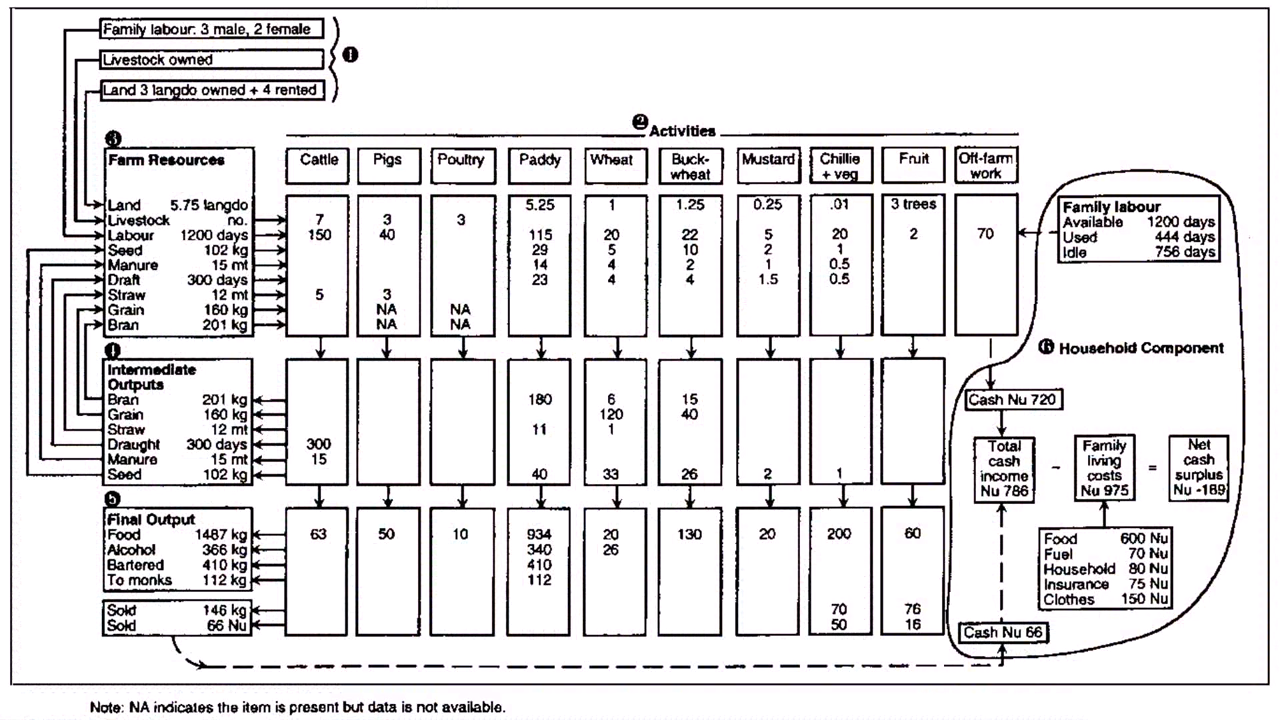 Family labour: 3 male, 2 female
Livestock owned
❶
Land 3 langdo owned + 4 rented
❷ Activities
❸
Farm Resources
Cattle Pigs Poultry Paddy Wheat Buck-wheat Mustard Chillie + veg Fruit Off-farm work
Land 5.75 langdo 5.25 1 1.25 0.25 .01 3 trees
Livestock no. 7 3 3
Labour 1200 days 150 40 115 20 22 5 20 2 70
Seed 102 kg 29 5 10 2 1
Manure 15 mt 14 4 2 1 0.5
Draft 300 days 23 4 4 1.5 0.5
Straw 12 mt 5 3
Grain 160 kg NA NA
Bran 201 kg NA NA
Family labour
Available 1200 days
Used 444 days
Idle 756 days
❹
Intermediate
Outputs
Bran 201 kg 180 6 15
Grain 160 kg 120 40
Straw 12 mt 11 1
Draught 300 days 300
Manure 15 mt 15
Seed 102 kg 40 33 26 2 1
❺
Final Output
Food 1487 kg 63 50 10 934 20 130 20 200 60
Alcohol 366 kg 340 26
Bartered 410 kg 410
To monks 112 kg 112
Sold 146 kg 70 76
Sold 66 Nu 50 16
❻ Household Component
Cash Nu 720
Total cash income Nu 786
-
Family living costs Nu 975
=
Net cash surplus Nu -189
Food 600 Nu
Fuel 70 Nu
Household 80 Nu
Insurance 75 Nu
Clothes 150 Nu
Cash Nu 66
Note: NA indicates the item is present but data is not available.